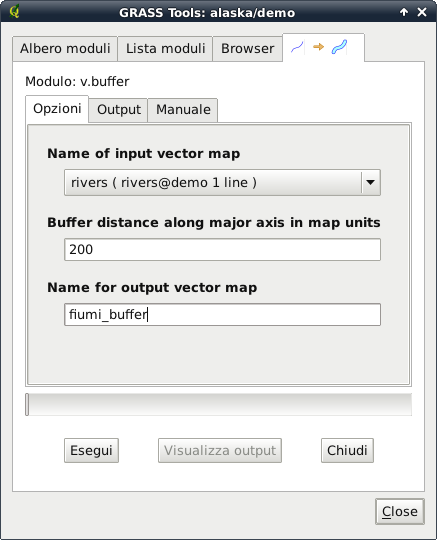 GRASS Tools: alaska/demo
Albero moduli Lista moduli Browser
Modulo: v.buffer
Opzioni Output Manuale
Name of input vector map
rivers ( rivers@demo 1 line )
Buffer distance along major axis in map units
200
Name for output vector map
fiumi_buffer
Esegui Visualizza output Chiudi
Close